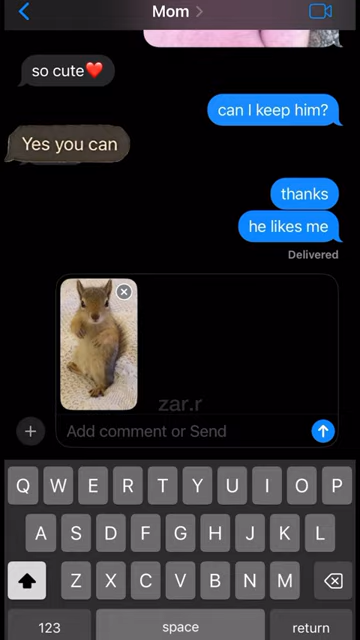 Mom
so cute❤️
can I keep him?
Yes you can
thanks
he likes me
Delivered
zar.r
Add comment or Send
Q W E R T Y U I O P
A S D F G H J K L
Z X C V B N M
123 space return